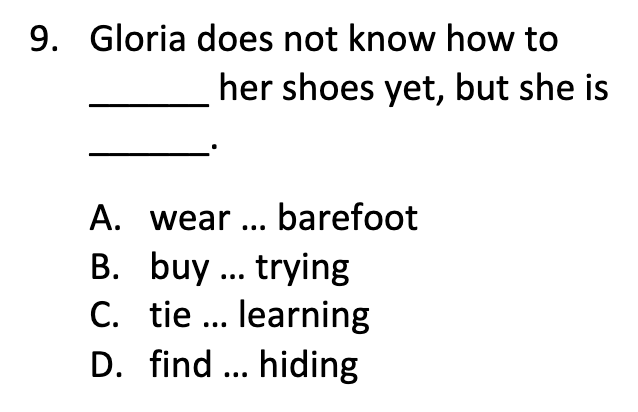 9. Gloria does not know how to
______ her shoes yet, but she is
______.
A. wear ... barefoot
B. buy ... trying
C. tie ... learning
D. find ... hiding